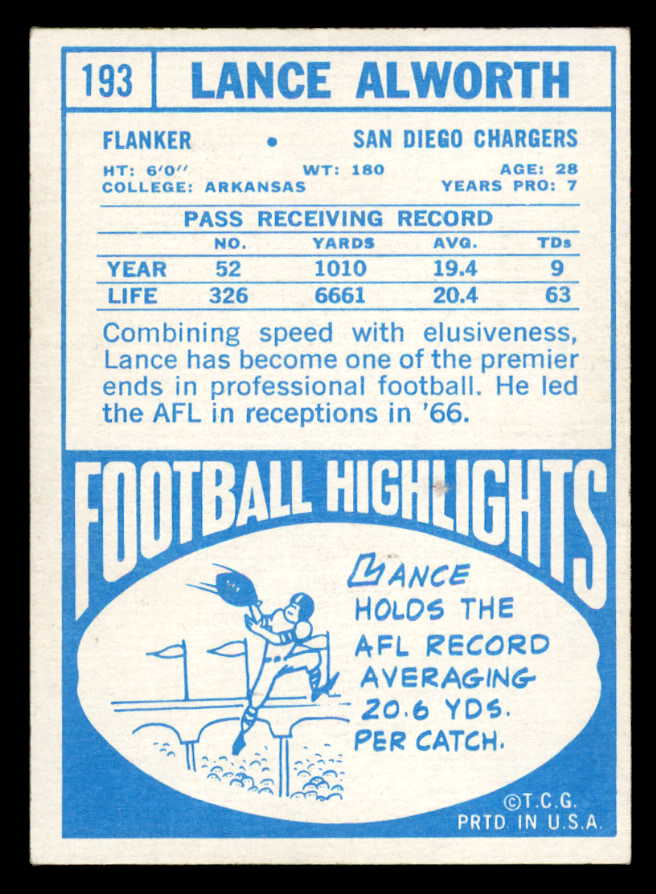 193 LANCE ALWORTH
FLANKER • SAN DIEGO CHARGERS
HT: 6'0" WT: 180 AGE: 28
COLLEGE: ARKANSAS YEARS PRO: 7
PASS RECEIVING RECORD
NO. YARDS AVG. TDs
YEAR 52 1010 19.4 9
LIFE 326 6661 20.4 63
Combining speed with elusiveness,
Lance has become one of the premier
ends in professional football. He led
the AFL in receptions in '66.
FOOTBALL HIGHLIGHTS
LANCE
HOLDS THE
AFL RECORD
AVERAGING
20.6 YDS.
PER CATCH.
©T.C.G.
PRTD. IN U.S.A.